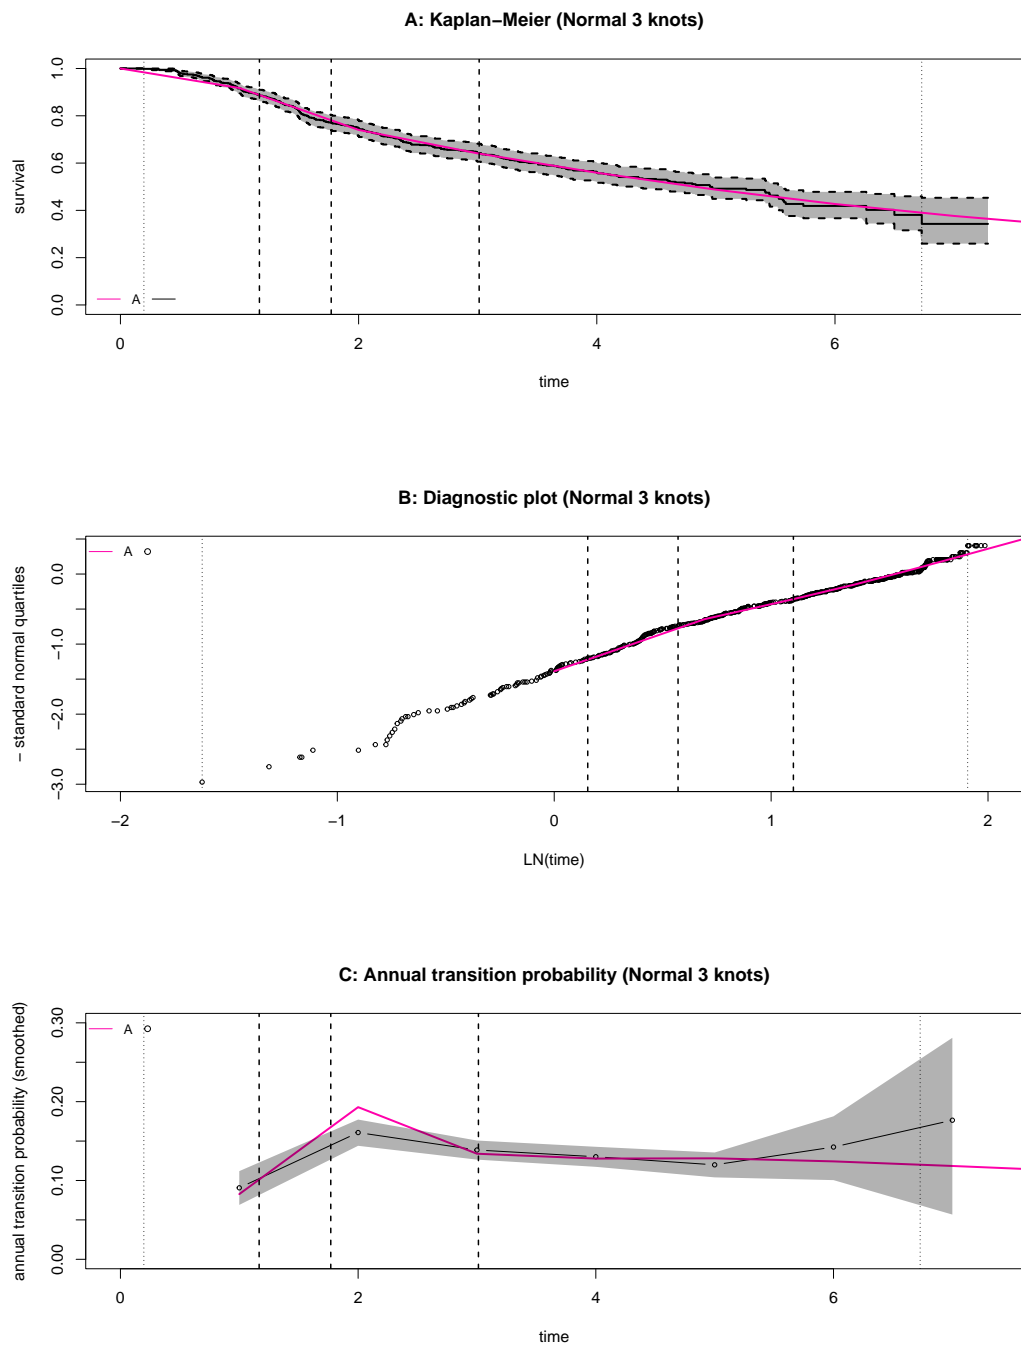 A: Kaplan−Meier (Normal 3 knots)
survival
1.0
0.8
0.6
0.4
0.2
0.0
A
0 2 4 6
time
B: Diagnostic plot (Normal 3 knots)
− standard normal quartiles
A
0.0
−1.0
−2.0
−3.0
−2 −1 0 1 2
LN(time)
C: Annual transition probability (Normal 3 knots)
annual transition probability (smoothed)
A
0.30
0.20
0.10
0.00
0 2 4 6
time